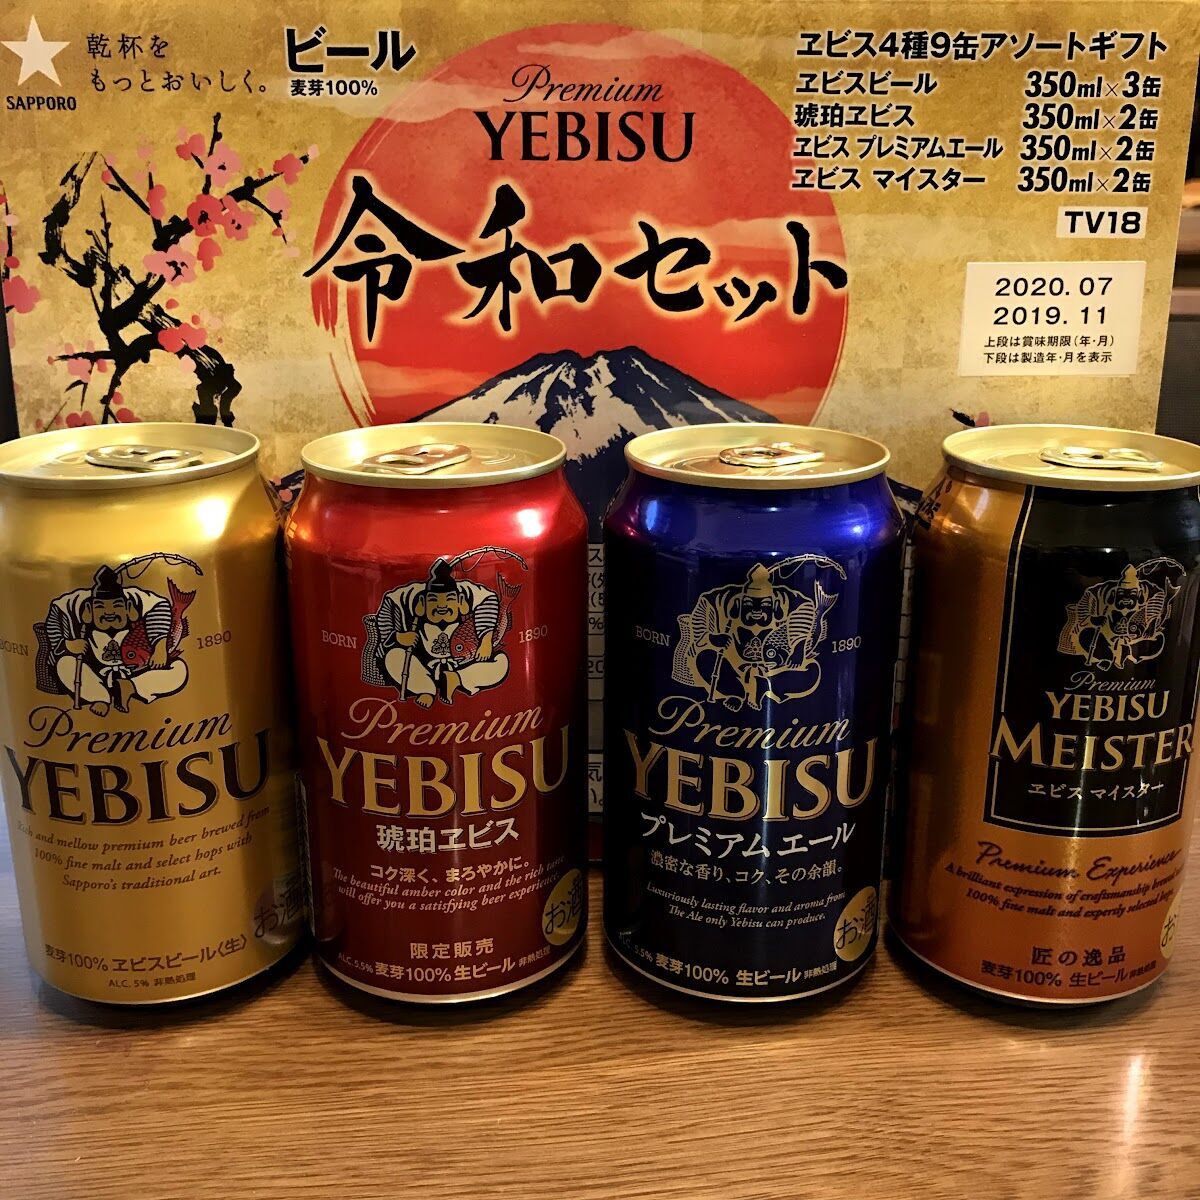 SAPPORO
乾杯を
もっとおいしく。
ビール
麦芽100%
Premium
YEBISU
令和セット
ヱビス4種9缶アソートギフト
ヱビスビール 350ml×3缶
琥珀ヱビス 350ml×2缶
ヱビス プレミアムエール 350ml×2缶
ヱビス マイスター 350ml×2缶
TV18
2020. 07
2019. 11
上段は賞味期限(年・月)
下段は製造年・月を表示
BORN 1890
Premium
YEBISU
Rich and mellow premium beer brewed from
100% fine malt and select hops with
Sapporo's traditional art.
お酒
麦芽100% ヱビスビール〈生〉
ALC. 5% 非熱処理
BORN 1890
Premium
YEBISU
琥珀ヱビス
コク深く、まろやかに。
The beautiful amber color and the rich taste
will offer you a satisfying beer experience.
お酒
限定販売
ALC. 5.5% 麦芽100% 生ビール 非熱処理
BORN 1890
Premium
YEBISU
プレミアムエール
濃密な香り、コク、その余韻。
Luxuriously lasting flavor and aroma from
The Ale only Yebisu can produce.
お酒
ALC. 5.5% 麦芽100% 生ビール 非熱処理
Premium
YEBISU
MEISTER
ヱビス マイスター
Premium Experience
A brilliant expression of craftsmanship brewed
100% fine malt and expertly selected
匠の逸品
麦芽100% 生ビール 非熱処理